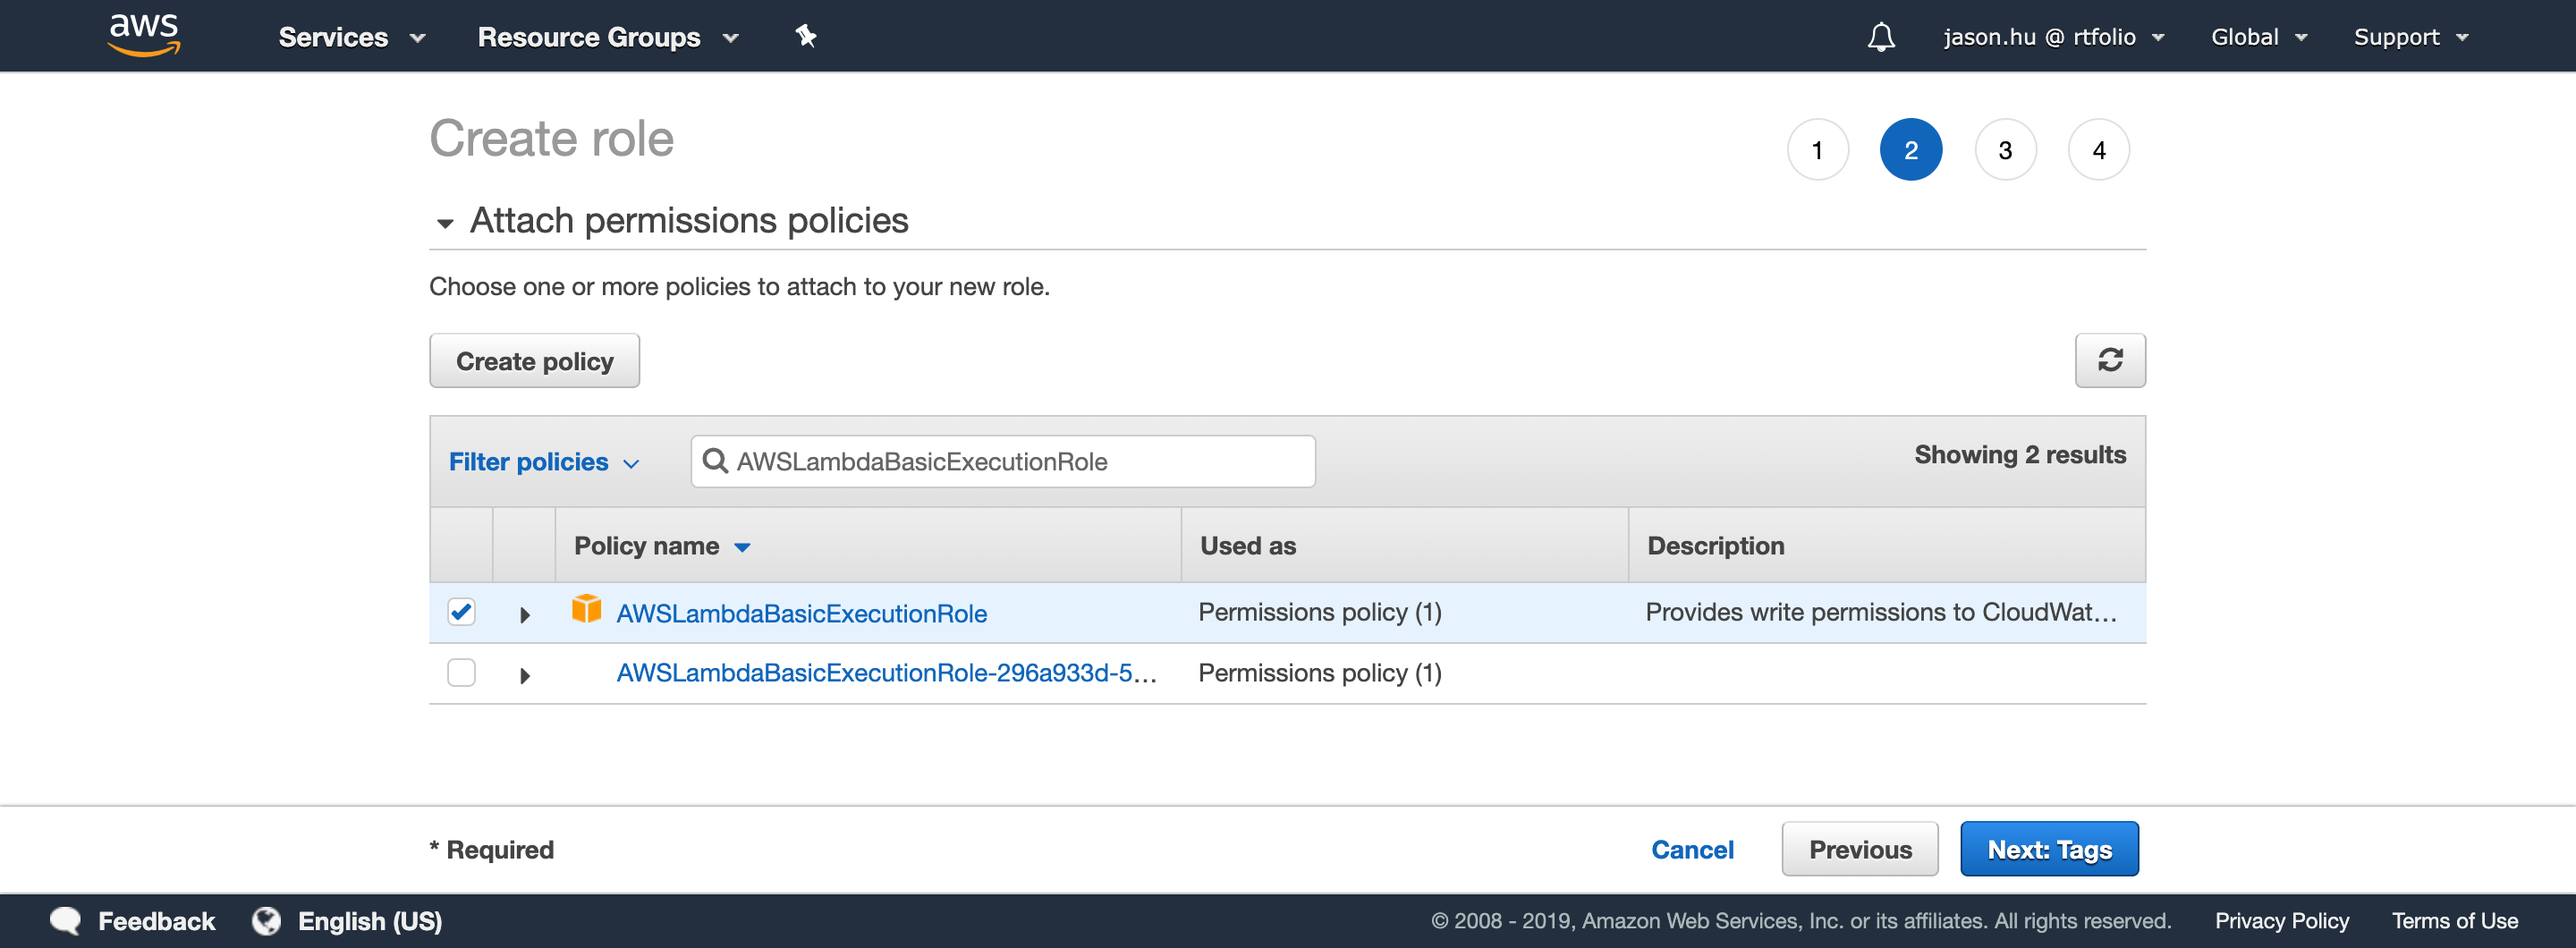 aws Services Resource Groups jason.hu @ rtfolio Global Support
Create role 1 2 3 4
Attach permissions policies
Choose one or more policies to attach to your new role.
Create policy
Filter policies AWSLambdaBasicExecutionRole Showing 2 results
Policy name Used as Description
AWSLambdaBasicExecutionRole Permissions policy (1) Provides write permissions to CloudWat...
AWSLambdaBasicExecutionRole-296a933d-5... Permissions policy (1)
* Required Cancel Previous Next: Tags
Feedback English (US) © 2008 - 2019, Amazon Web Services, Inc. or its affiliates. All rights reserved. Privacy Policy Terms of Use